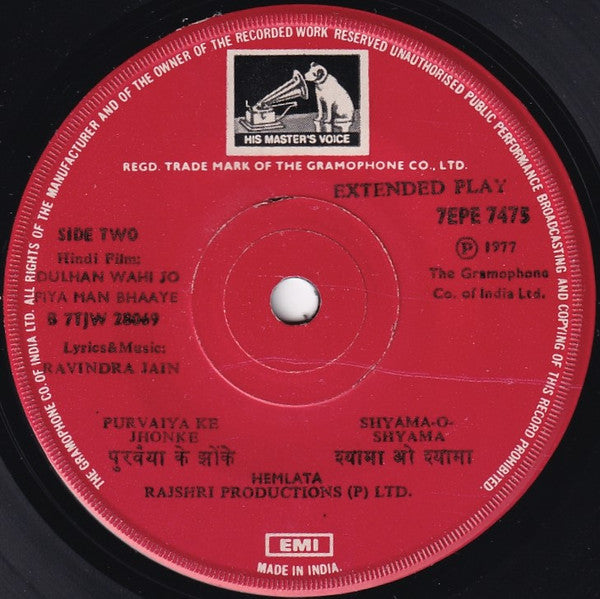 THE GRAMOPHONE CO. OF INDIA LTD. ALL RIGHTS OF THE MANUFACTURER AND OF THE OWNER OF THE RECORDED WORK RESERVED UNAUTHORISED PUBLIC PERFORMANCE BROADCASTING AND COPYING OF THIS RECORD PROHIBITED.
HIS MASTER'S VOICE
REGD. TRADE MARK OF THE GRAMOPHONE CO., LTD.
EXTENDED PLAY
7EPE 7475
SIDE TWO
Ⓟ 1977
Hindi Film:
DULHAN WAHI JO
PIYA MAN BHAAYE
The Gramophone
Co. of India Ltd.
B 7TJW 28069
Lyrics&Music:
RAVINDRA JAIN
PURVAIYA KE
JHONKE
पुरवैया के झोंके
SHYAMA-O-
SHYAMA
श्यामा ओ श्यामा
HEMLATA
RAJSHRI PRODUCTIONS (P) LTD.
EMI
MADE IN INDIA.